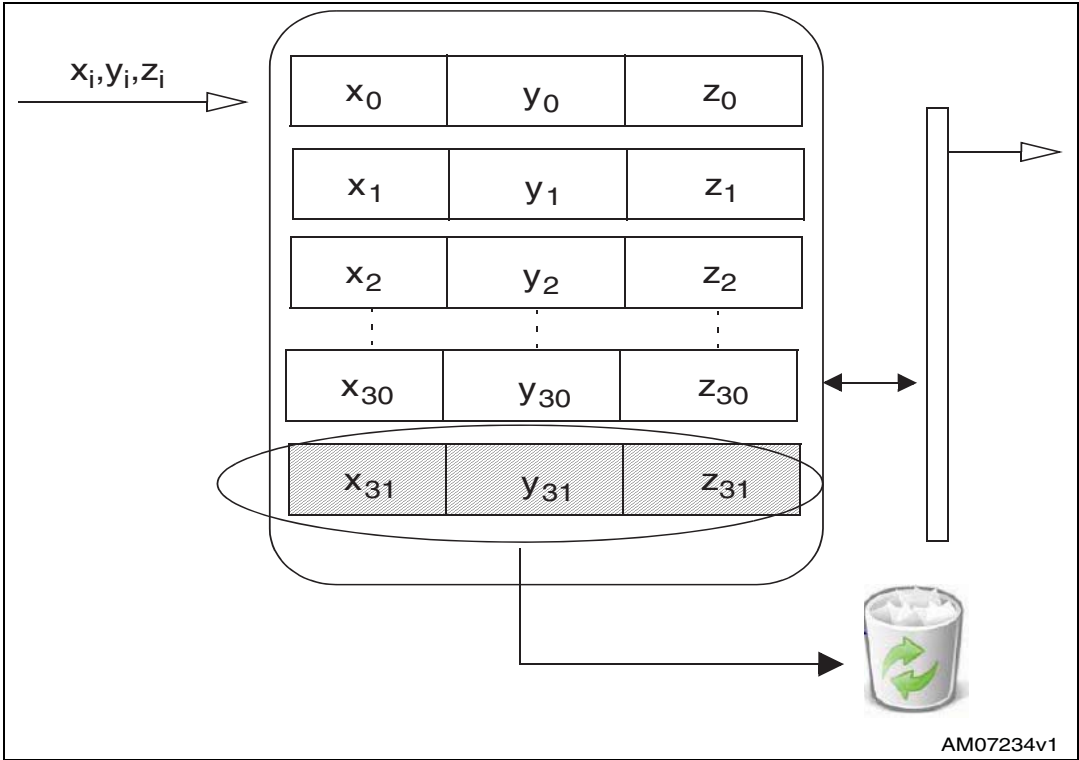 xi,yi,zi
x0 y0 z0
x1 y1 z1
x2 y2 z2
x30 y30 z30
x31 y31 z31
AM07234v1